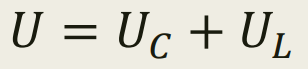 U = U_C + U_L